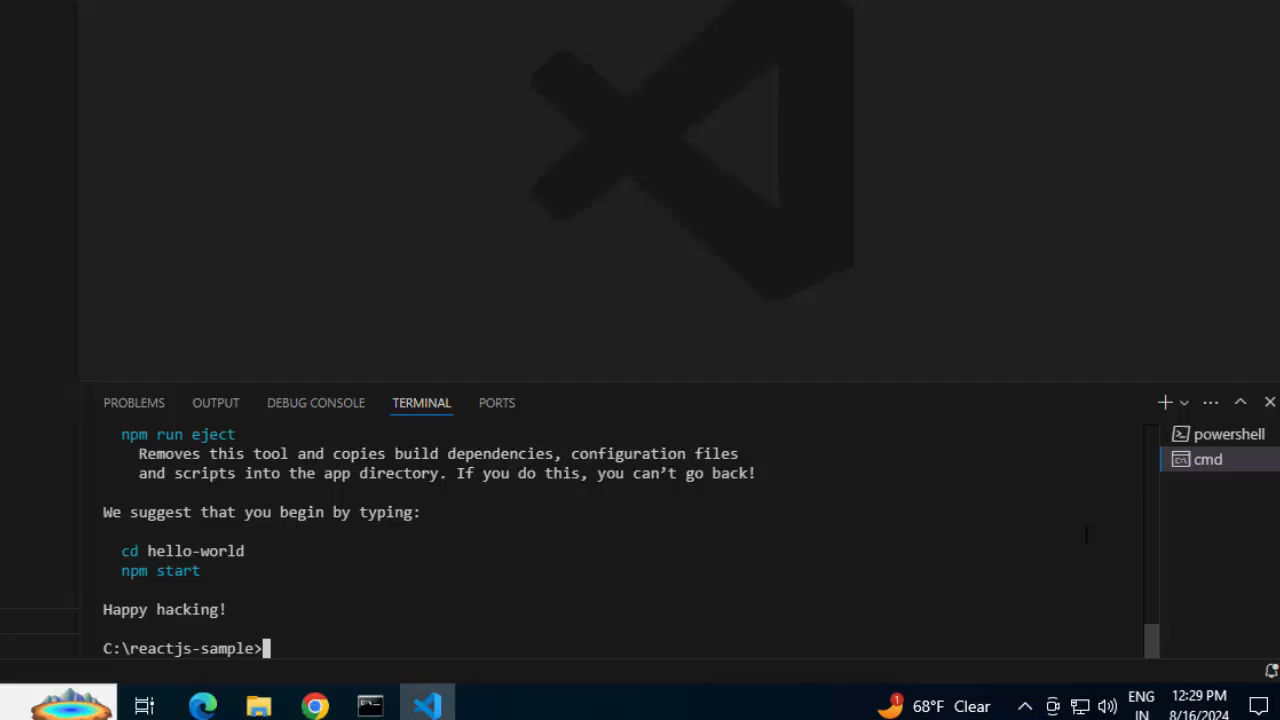 PROBLEMS OUTPUT DEBUG CONSOLE TERMINAL PORTS
npm run eject
Removes this tool and copies build dependencies, configuration files
and scripts into the app directory. If you do this, you can’t go back!
We suggest that you begin by typing:
cd hello-world
npm start
Happy hacking!
C:\reactjs-sample>
powershell
cmd
1
68°F Clear
ENG
IN
12:29 PM
8/16/2024